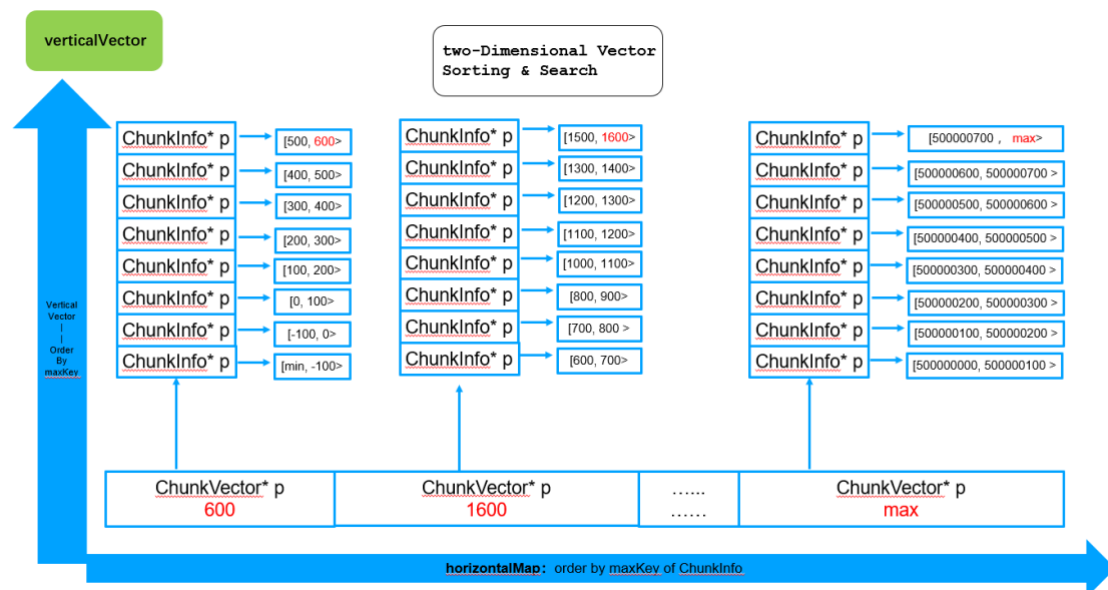 verticalVector
two-Dimensional Vector
Sorting & Search
ChunkInfo* p
[500, 600>
ChunkInfo* p
[400, 500>
ChunkInfo* p
[300, 400>
ChunkInfo* p
[200, 300>
ChunkInfo* p
[100, 200>
ChunkInfo* p
[0, 100>
ChunkInfo* p
[-100, 0>
ChunkInfo* p
[min, -100>
ChunkInfo* p
[1500, 1600>
ChunkInfo* p
[1300, 1400>
ChunkInfo* p
[1200, 1300>
ChunkInfo* p
[1100, 1200>
ChunkInfo* p
[1000, 1100>
ChunkInfo* p
[800, 900>
ChunkInfo* p
[700, 800 >
ChunkInfo* p
[600, 700>
ChunkInfo* p
[500000700 , max>
ChunkInfo* p
[500000600, 500000700 >
ChunkInfo* p
[500000500, 500000600 >
ChunkInfo* p
[500000400, 500000500 >
ChunkInfo* p
[500000300, 500000400 >
ChunkInfo* p
[500000200, 500000300 >
ChunkInfo* p
[500000100, 500000200 >
ChunkInfo* p
[500000000, 500000100 >
Vertical
Vector
|
|
Order
By
maxKey
ChunkVector* p
600
ChunkVector* p
1600
……
……
ChunkVector* p
max
horizontalMap：order by maxKey of ChunkInfo